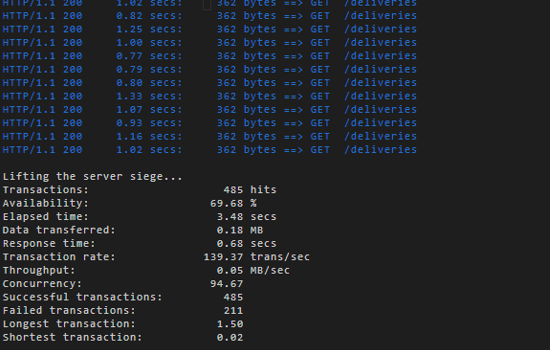 HTTP/1.1 200 1.02 secs: 362 bytes ==> GET /deliveries
HTTP/1.1 200 0.82 secs: 362 bytes ==> GET /deliveries
HTTP/1.1 200 1.25 secs: 362 bytes ==> GET /deliveries
HTTP/1.1 200 1.00 secs: 362 bytes ==> GET /deliveries
HTTP/1.1 200 0.77 secs: 362 bytes ==> GET /deliveries
HTTP/1.1 200 0.79 secs: 362 bytes ==> GET /deliveries
HTTP/1.1 200 0.80 secs: 362 bytes ==> GET /deliveries
HTTP/1.1 200 1.33 secs: 362 bytes ==> GET /deliveries
HTTP/1.1 200 1.07 secs: 362 bytes ==> GET /deliveries
HTTP/1.1 200 0.93 secs: 362 bytes ==> GET /deliveries
HTTP/1.1 200 1.16 secs: 362 bytes ==> GET /deliveries
HTTP/1.1 200 1.02 secs: 362 bytes ==> GET /deliveries
Lifting the server siege...
Transactions: 485 hits
Availability: 69.68 %
Elapsed time: 3.48 secs
Data transferred: 0.18 MB
Response time: 0.68 secs
Transaction rate: 139.37 trans/sec
Throughput: 0.05 MB/sec
Concurrency: 94.67
Successful transactions: 485
Failed transactions: 211
Longest transaction: 1.50
Shortest transaction: 0.02